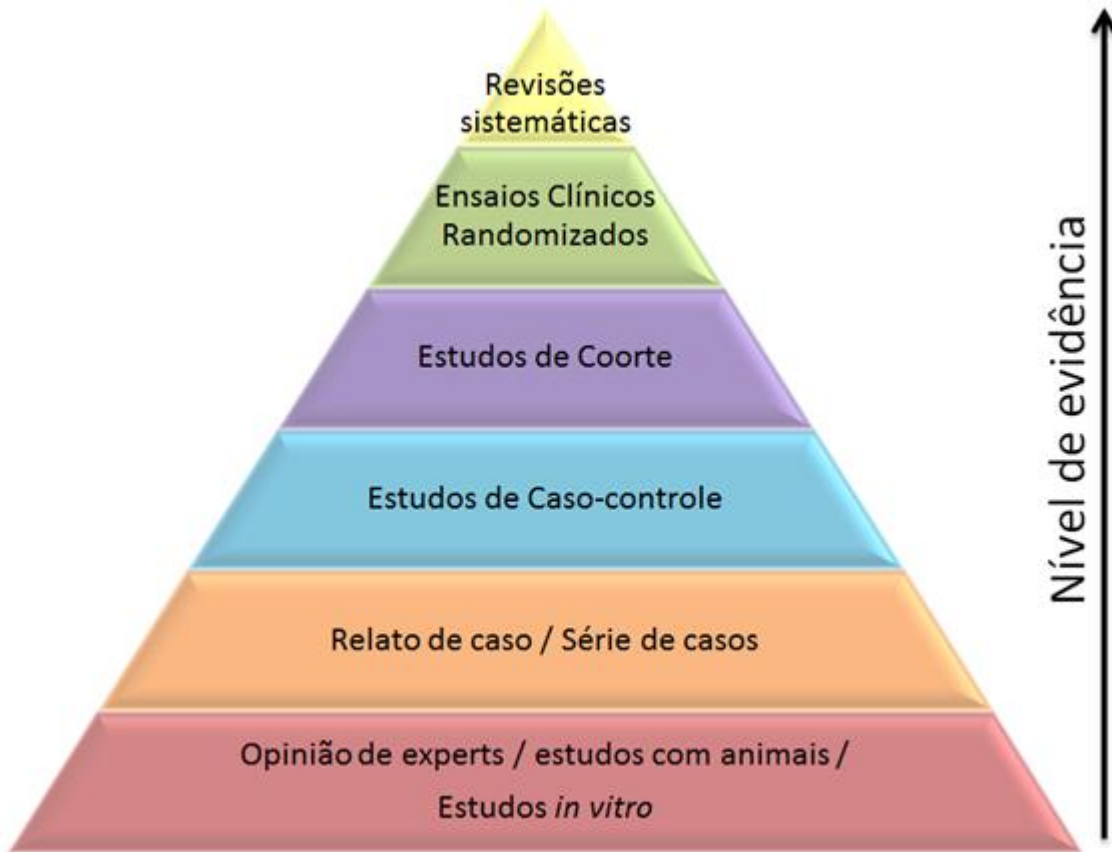 Revisões
sistemáticas
Ensaios Clínicos
Randomizados
Estudos de Coorte
Estudos de Caso-controle
Relato de caso / Série de casos
Opinião de experts / estudos com animais /
Estudos in vitro
Nível de evidência